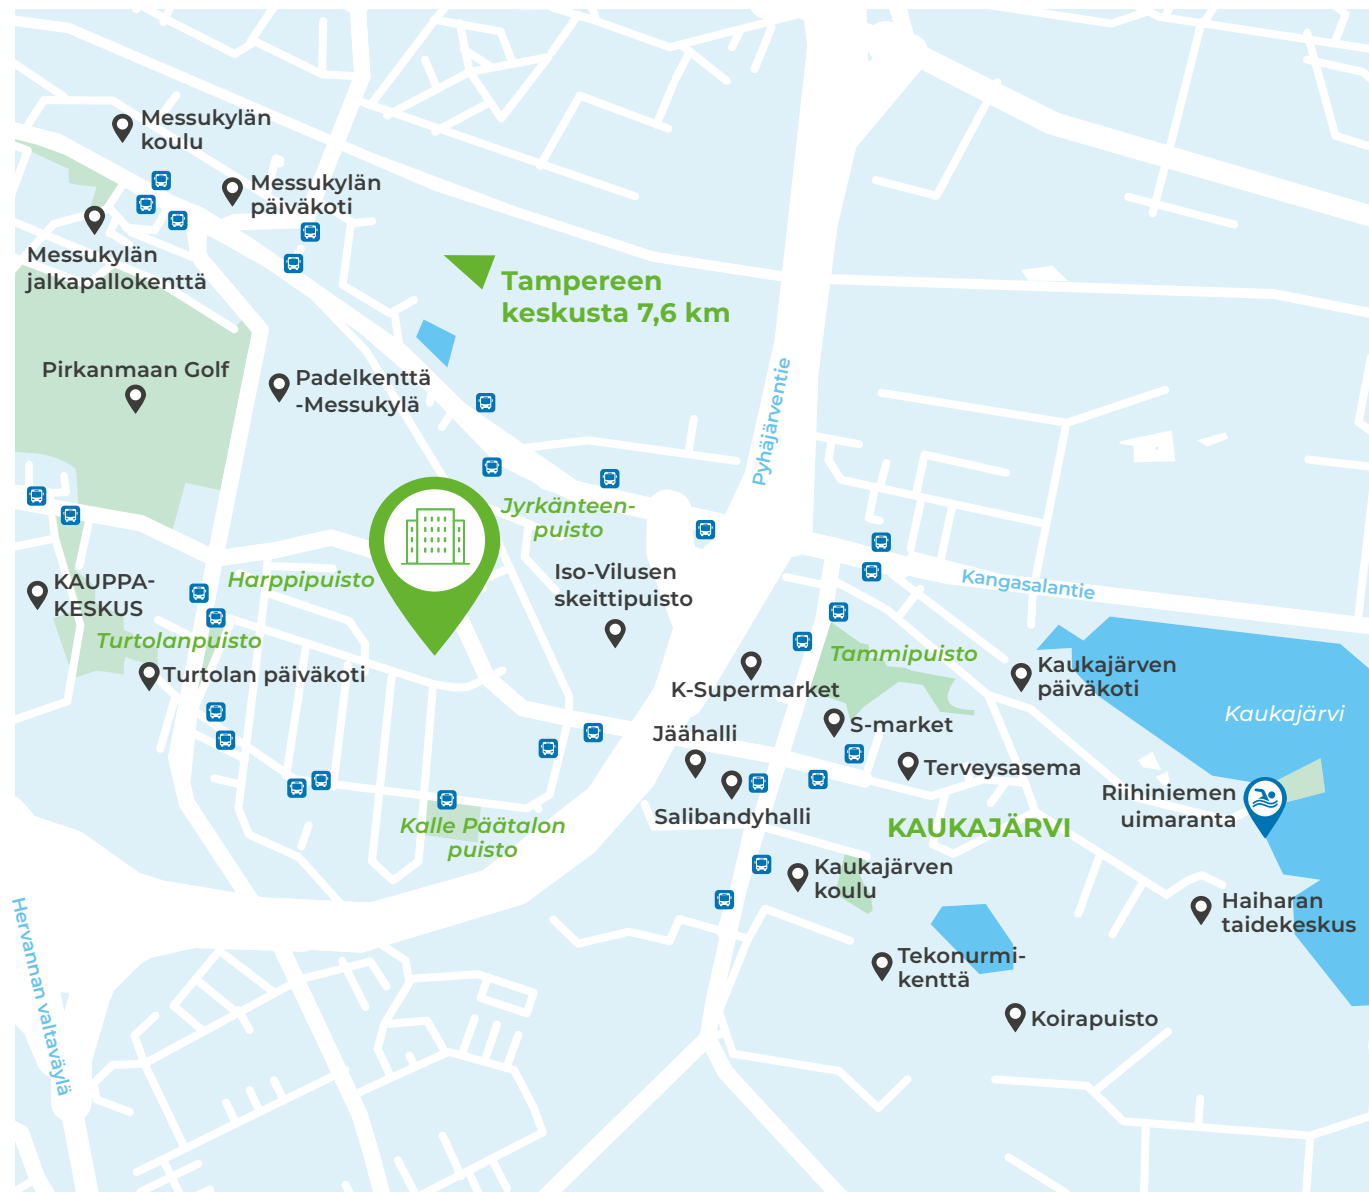 Messukylän
koulu
Messukylän
päiväkoti
Messukylän
jalkapallokenttä
Tampereen
keskusta 7,6 km
Pirkanmaan Golf
Padelkenttä
-Messukylä
Pyhäjärventie
Jyrkänteen-
puisto
Harppipuisto
Iso-Vilusen
skeittipuisto
Kangasalantie
KAUPPA-
KESKUS
Turtolanpuisto
Turtolan päiväkoti
Tammipuisto
K-Supermarket
Kaukajärven
päiväkoti
Kaukajärvi
S-market
Jäähalli
Terveysasema
Salibandyhalli
Riihiniemen
uimaranta
KAUKAJÄRVI
Kalle Päätalon
puisto
Kaukajärven
koulu
Haiharan
taidekeskus
Hervannan valtaväylä
Tekonurmi-
kenttä
Koirapuisto